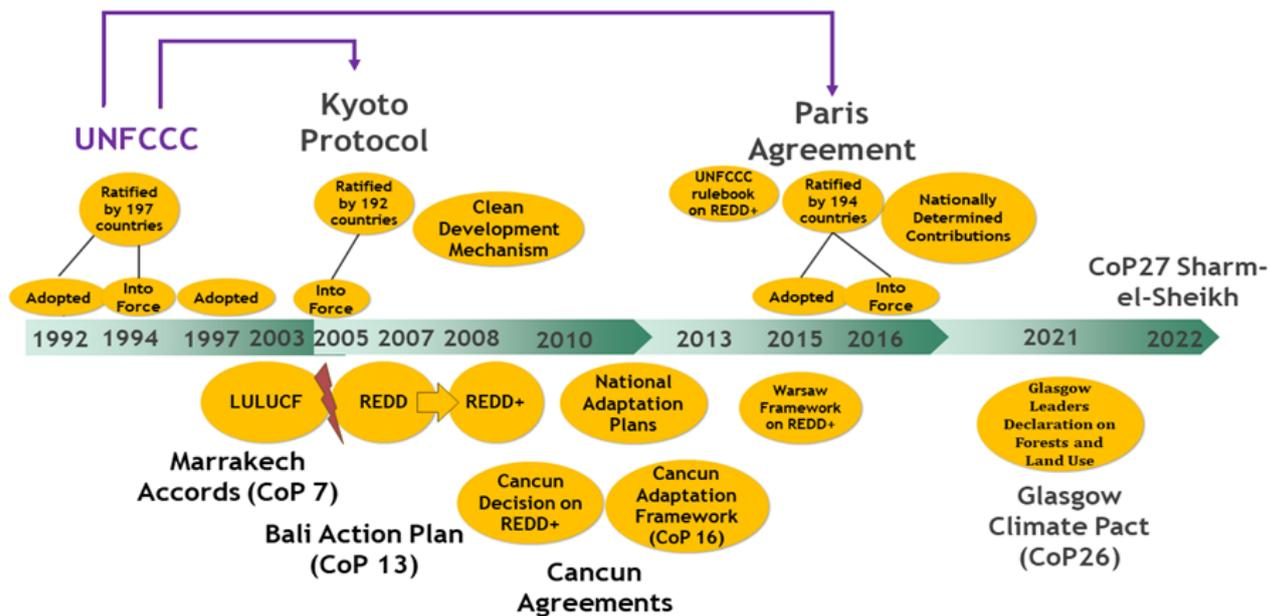 UNFCCC
Kyoto
Protocol
Paris
Agreement
Ratified
by 197
countries
Ratified
by 192
countries
Clean
Development
Mechanism
UNFCCC
rulebook
on REDD+
Ratified
by 194
countries
Nationally
Determined
Contributions
CoP27 Sharm-
el-Sheikh
Adopted
Into
Force
Adopted
Into
Force
Adopted
Into
Force
1992 1994 1997 2003 2005 2007 2008 2010 2013 2015 2016 2021 2022
LULUCF
REDD
REDD+
National
Adaptation
Plans
Warsaw
Framework
on REDD+
Glasgow
Leaders
Declaration on
Forests and
Land Use
Marrakech
Accords (CoP 7)
Bali Action Plan
(CoP 13)
Cancun
Decision on
REDD+
Cancun
Adaptation
Framework
(CoP 16)
Cancun
Agreements
Glasgow
Climate Pact
(CoP26)